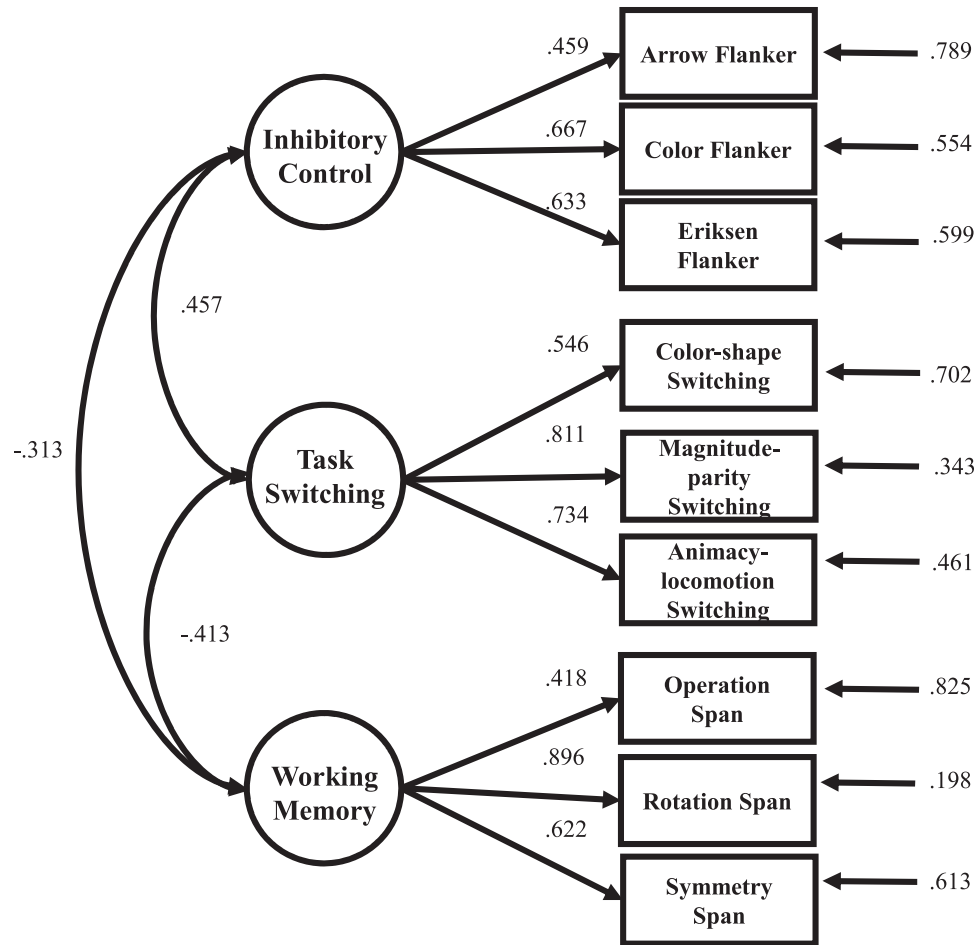 .459
Arrow Flanker
.789
Inhibitory
Control
.667
Color Flanker
.554
.633
Eriksen
Flanker
.599
.457
.546
Color-shape
Switching
.702
-.313
Task
Switching
.811
Magnitude-
parity
Switching
.343
.734
Animacy-
locomotion
Switching
.461
-.413
.418
Operation
Span
.825
Working
Memory
.896
Rotation Span
.198
.622
Symmetry
Span
.613